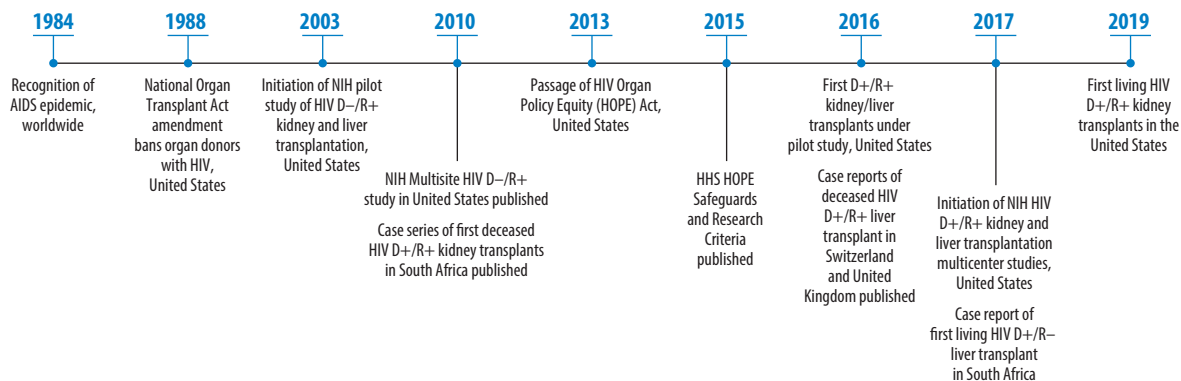 1984
Recognition of
AIDS epidemic,
worldwide
1988
National Organ
Transplant Act
amendment
bans organ donors
with HIV,
United States
2003
Initiation of NIH pilot
study of HIV D–/R+
kidney and liver
transplantation,
United States
2010
NIH Multisite HIV D–/R+
study in United States published
Case series of first deceased
HIV D+/R+ kidney transplants
in South Africa published
2013
Passage of HIV Organ
Policy Equity (HOPE) Act,
United States
2015
HHS HOPE
Safeguards
and Research
Criteria
published
2016
First D+/R+
kidney/liver
transplants under
pilot study, United States
Case reports of
deceased HIV
D+/R+ liver
transplant in
Switzerland
and United
Kingdom published
2017
Initiation of NIH HIV
D+/R+ kidney and
liver transplantation
multicenter studies,
United States
Case report of
first living HIV D+/R–
liver transplant
in South Africa
2019
First living HIV
D+/R+ kidney
transplants in the
United States